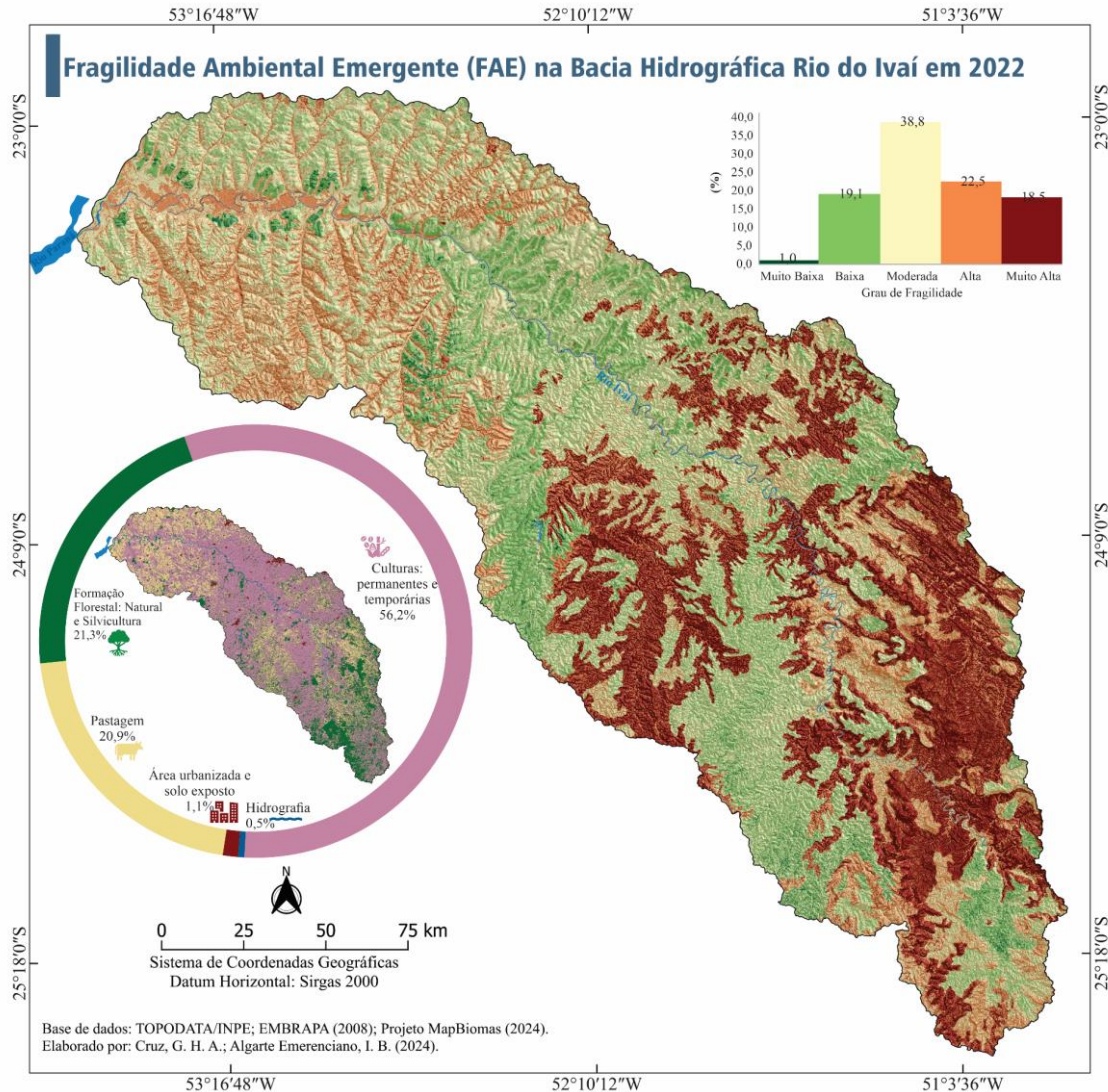 53°16'48"W
52°10'12"W
51°3'36"W
Fragilidade Ambiental Emergente (FAE) na Bacia Hidrográfica Rio do Ivaí em 2022
23°0'0"S
23°0'0"S
40,0
35,0
30,0
25,0
20,0
15,0
10,0
5,0
0,0
(%)
1,0
19,1
38,8
22,5
18,5
Muito Baixa
Baixa
Moderada
Alta
Muito Alta
Grau de Fragilidade
Rio Paraná
Rio Ivaí
24°9'0"S
24°9'0"S
Culturas:
permanentes e
temporárias
56,2%
Formação
Florestal: Natural
e Silvicultura
21,3%
Pastagem
20,9%
Área urbanizada e
solo exposto
1,1%
Hidrografia
0,5%
N
0 25 50 75 km
Sistema de Coordenadas Geográficas
Datum Horizontal: Sirgas 2000
25°18'0"S
25°18'0"S
Base de dados: TOPODATA/INPE; EMBRAPA (2008); Projeto MapBiomas (2024).
Elaborado por: Cruz, G. H. A.; Algarte Emerenciano, I. B. (2024).
53°16'48"W
52°10'12"W
51°3'36"W